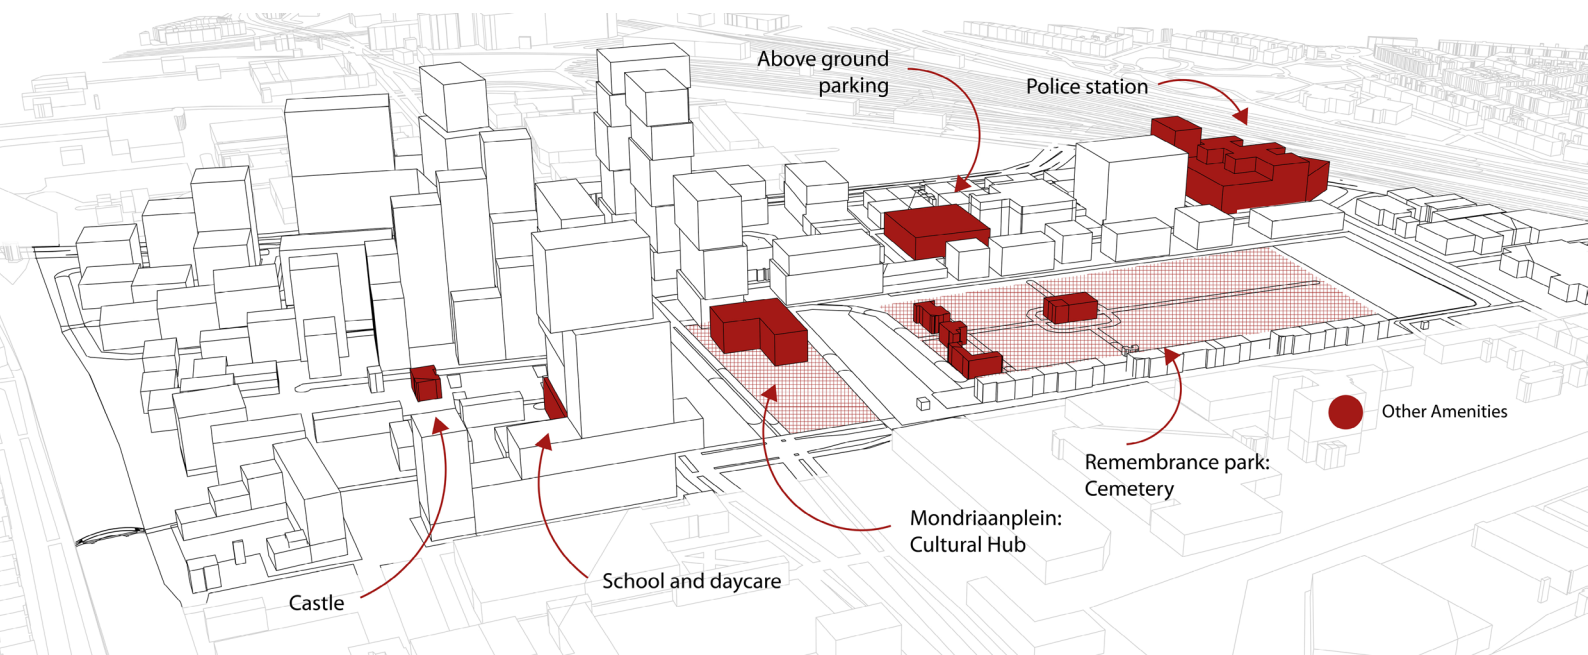 Above ground
parking
Police station
Other Amenities
Remembrance park:
Cemetery
Mondriaanplein:
Cultural Hub
School and daycare
Castle